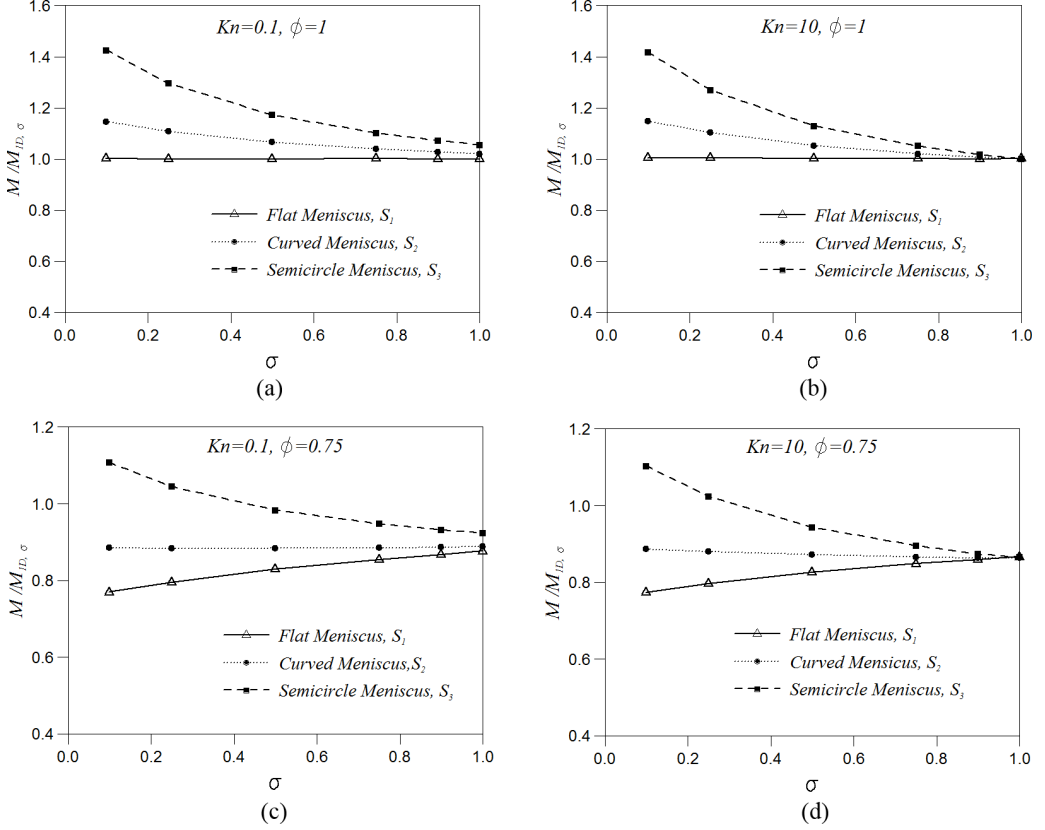 Kn=0.1, ϕ=1
1.6
1.4
1.2
1.0
0.8
0.6
0.4
M /M1D, σ
Flat Meniscus, S1
Curved Meniscus, S2
Semicircle Meniscus, S3
0.0 0.2 0.4 0.6 0.8 1.0
σ
(a)
Kn=10, ϕ=1
1.6
1.4
1.2
1.0
0.8
0.6
0.4
M /M1D, σ
Flat Meniscus, S1
Curved Meniscus, S2
Semicircle Meniscus, S3
0.0 0.2 0.4 0.6 0.8 1.0
σ
(b)
Kn=0.1, ϕ=0.75
1.2
1.0
0.8
0.6
0.4
M /M1D, σ
Flat Meniscus, S1
Curved Meniscus,S2
Semicircle Meniscus, S3
0.0 0.2 0.4 0.6 0.8 1.0
σ
(c)
Kn=10, ϕ=0.75
1.2
1.0
0.8
0.6
0.4
M /M1D, σ
Flat Meniscus, S1
Curved Mensicus, S2
Semicircle Meniscus, S3
0.0 0.2 0.4 0.6 0.8 1.0
σ
(d)